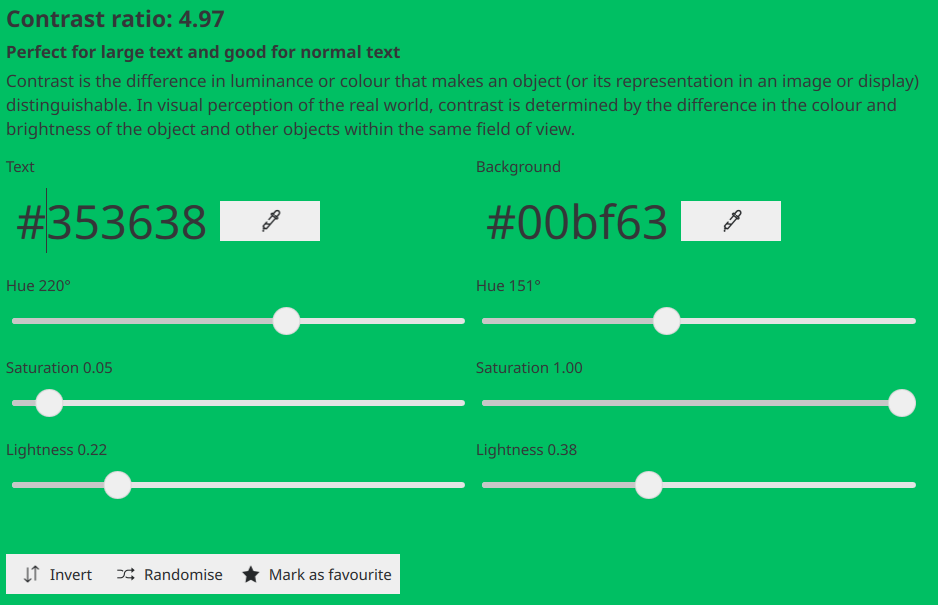 Contrast ratio: 4.97
Perfect for large text and good for normal text
Contrast is the difference in luminance or colour that makes an object (or its representation in an image or display)
distinguishable. In visual perception of the real world, contrast is determined by the difference in the colour and
brightness of the object and other objects within the same field of view.
Text
#353638
Hue 220°
Saturation 0.05
Lightness 0.22
Background
#00bf63
Hue 151°
Saturation 1.00
Lightness 0.38
Invert
Randomise
Mark as favourite